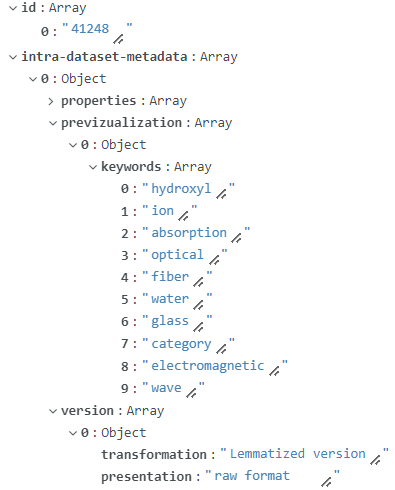 id : Array
0 : "41248"
intra-dataset-metadata : Array
0 : Object
properties : Array
previzualization : Array
0 : Object
keywords : Array
0 : "hydroxyl"
1 : "ion"
2 : "absorption"
3 : "optical"
4 : "fiber"
5 : "water"
6 : "glass"
7 : "category"
8 : "electromagnetic"
9 : "wave"
version : Array
0 : Object
transformation : "Lemmatized version"
presentation : "raw format"